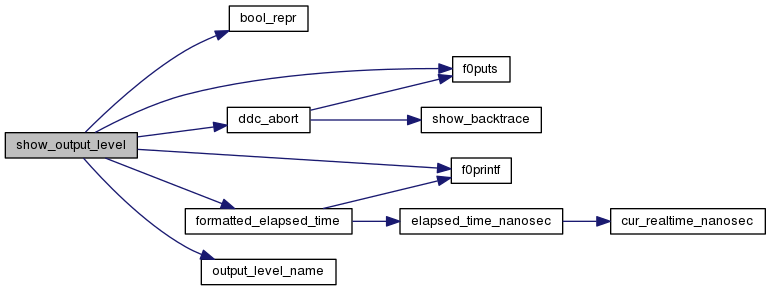 bool_repr
f0puts
ddc_abort
show_backtrace
show_output_level
f0printf
formatted_elapsed_time
elapsed_time_nanosec
cur_realtime_nanosec
output_level_name